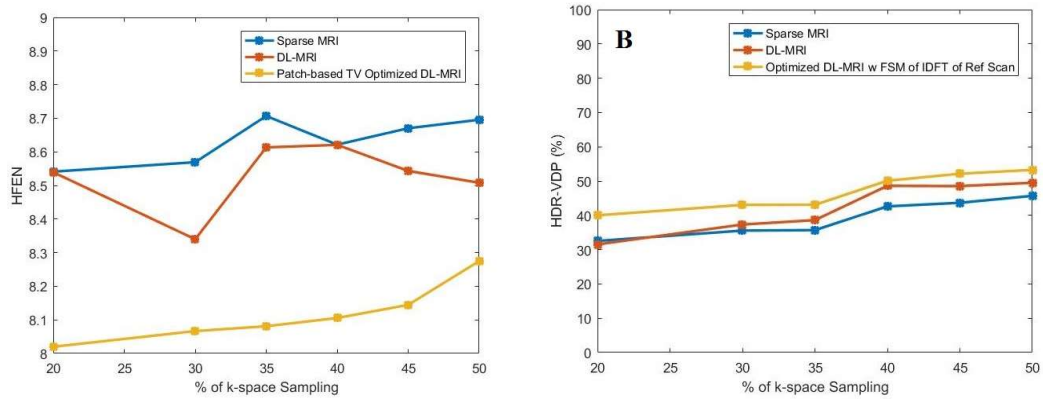 9
8.9
8.8
8.7
8.6
8.5
8.4
8.3
8.2
8.1
8
HFEN
Sparse MRI
DL-MRI
Patch-based TV Optimized DL-MRI
20 25 30 35 40 45 50
% of k-space Sampling
B
100
90
80
70
60
50
40
30
20
10
0
HDR-VDP (%)
Sparse MRI
DL-MRI
Optimized DL-MRI w FSM of IDFT of Ref Scan
20 25 30 35 40 45 50
% of k-space Sampling